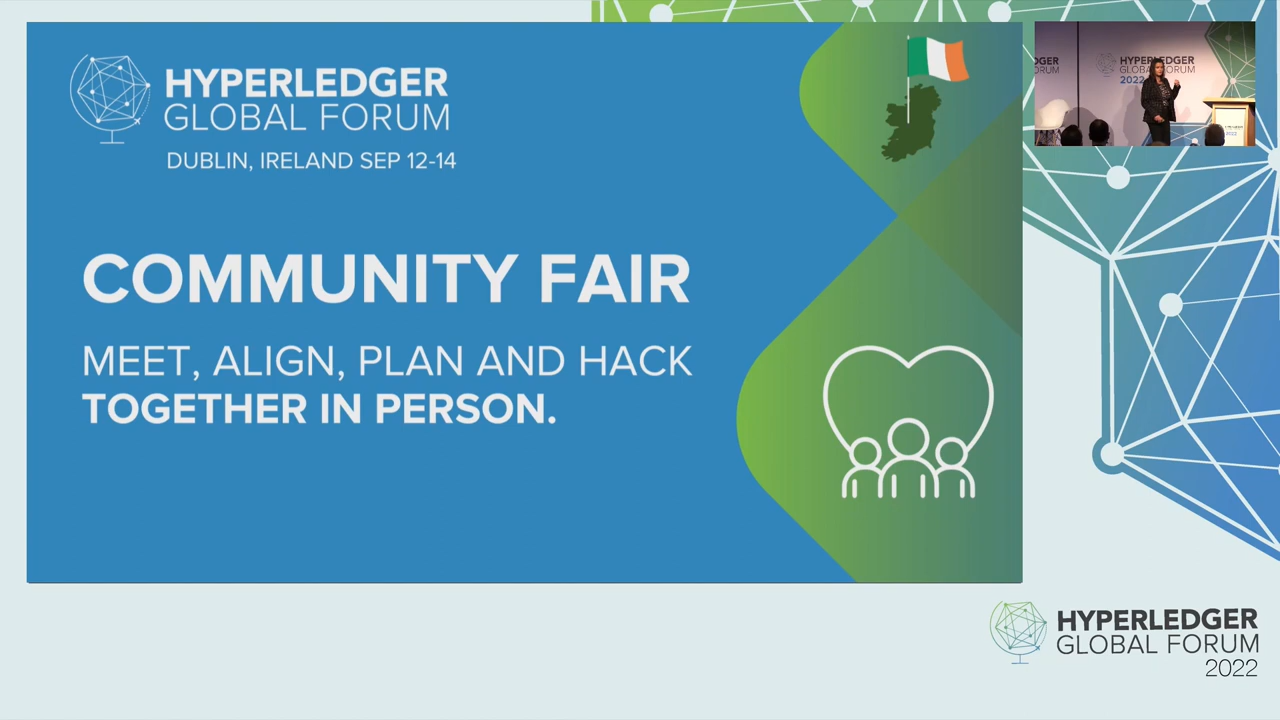 HYPERLEDGER
GLOBAL FORUM
DUBLIN, IRELAND SEP 12-14
COMMUNITY FAIR
MEET, ALIGN, PLAN AND HACK
TOGETHER IN PERSON.
HYPERLEDGER
GLOBAL FORUM
2022
HYPERLEDGER
GLOBAL FORUM
2022